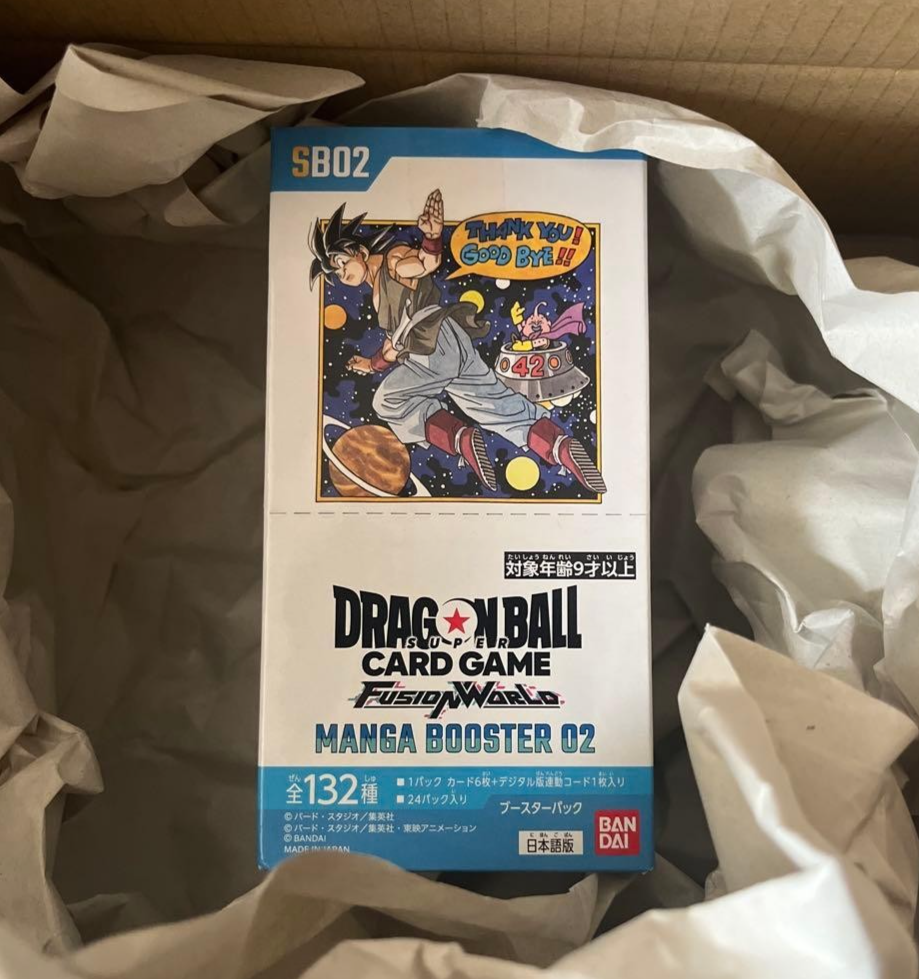 SB02
THANK YOU!
GOOD BYE!!
42
たいしょうねんれい さいいじょう
対象年齢9才以上
DRAGON BALL
SUPER
CARD GAME
FUSION WORLD
MANGA BOOSTER 02
ぜん しゅ
全132種
■1パック カード6枚+デジタル版連動コード1枚入り
■24パック入り
ブースターパック
©バード・スタジオ/集英社
©バード・スタジオ/集英社・東映アニメーション
©BANDAI
MADE IN JAPAN
にほんごばん
日本語版
BAN
DAI